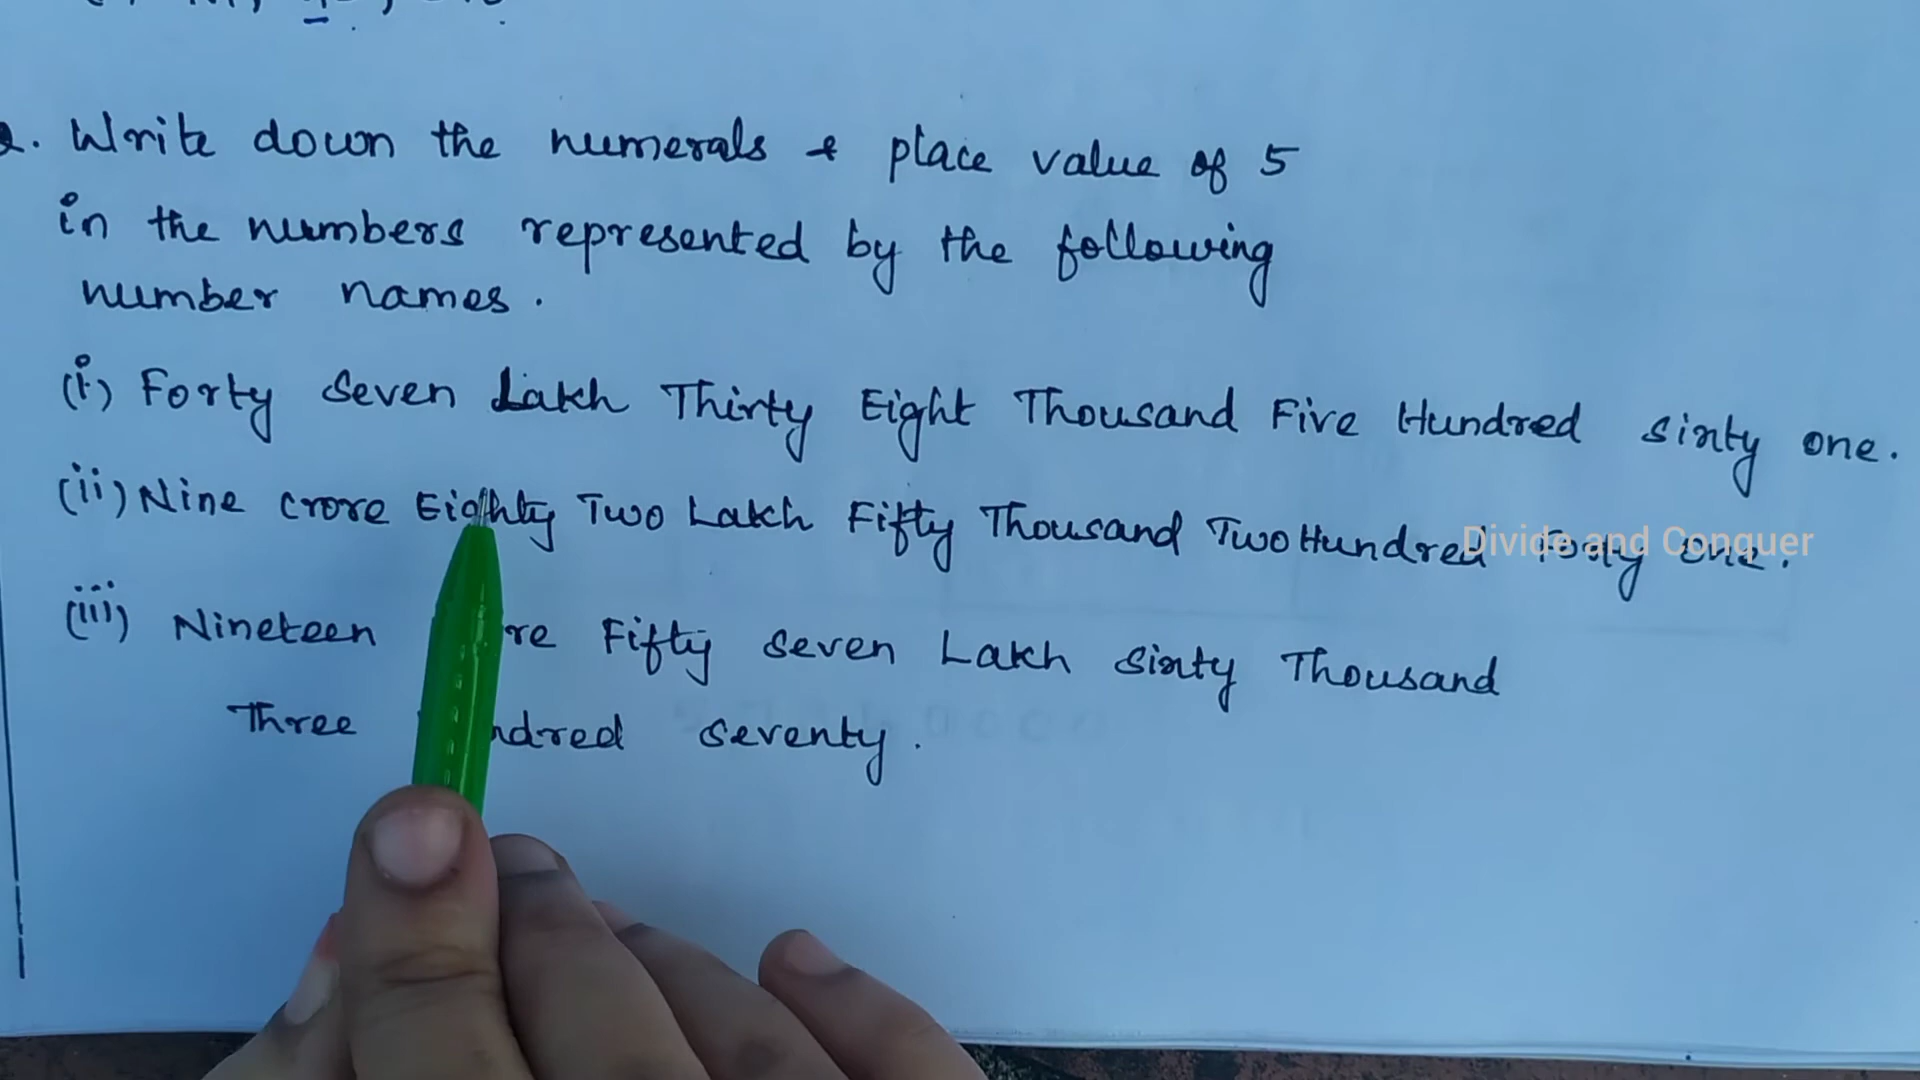 2. Write down the numerals & place value of 5
in the numbers represented by the following
number names.
(i) Forty Seven Lakh Thirty Eight Thousand Five Hundred Sixty one.
(ii) Nine crore Eighty Two Lakh Fifty Thousand Two Hundred Forty one.
Divide and Conquer
(iii) Nineteen re Fifty Seven Lakh Sixty Thousand
Three ndred Seventy.